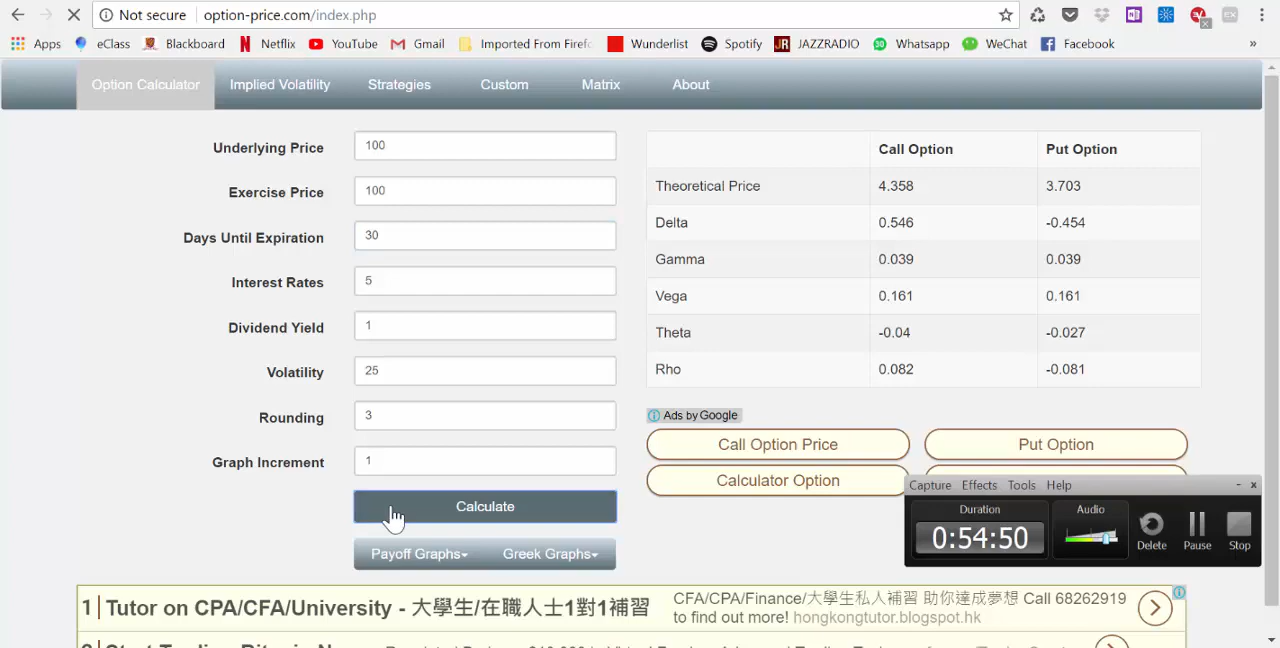 Not secure option-price.com/index.php
Apps eClass Backboard Netflix YouTube Gmail Imported From Firefo Wunderlist Spotify JAZZRADIO Whatsapp WeChat Facebook »
Option Calculator Implied Volatility Strategies Custom Matrix About
Underlying Price 100
Exercise Price 100
Days Until Expiration 30
Interest Rates 5
Dividend Yield 1
Volatility 25
Rounding 3
Graph Increment 1
Calculate
Payoff Graphs Greek Graphs
Call Option Put Option
Theoretical Price 4.358 3.703
Delta 0.546 -0.454
Gamma 0.039 0.039
Vega 0.161 0.161
Theta -0.04 -0.027
Rho 0.082 -0.081
Ads by Google
Call Option Price Put Option
Calculator Option
Capture Effects Tools Help - x
Duration Audio
0:54:50
Delete Pause Stop
1 Tutor on CPA/CFA/University - 大學生/在職人士1對1補習
CFA/CPA/Finance/大學生私人補習 助你達成夢想 Call 68262919
to find out more! hongkongtutor.blogspot.hk